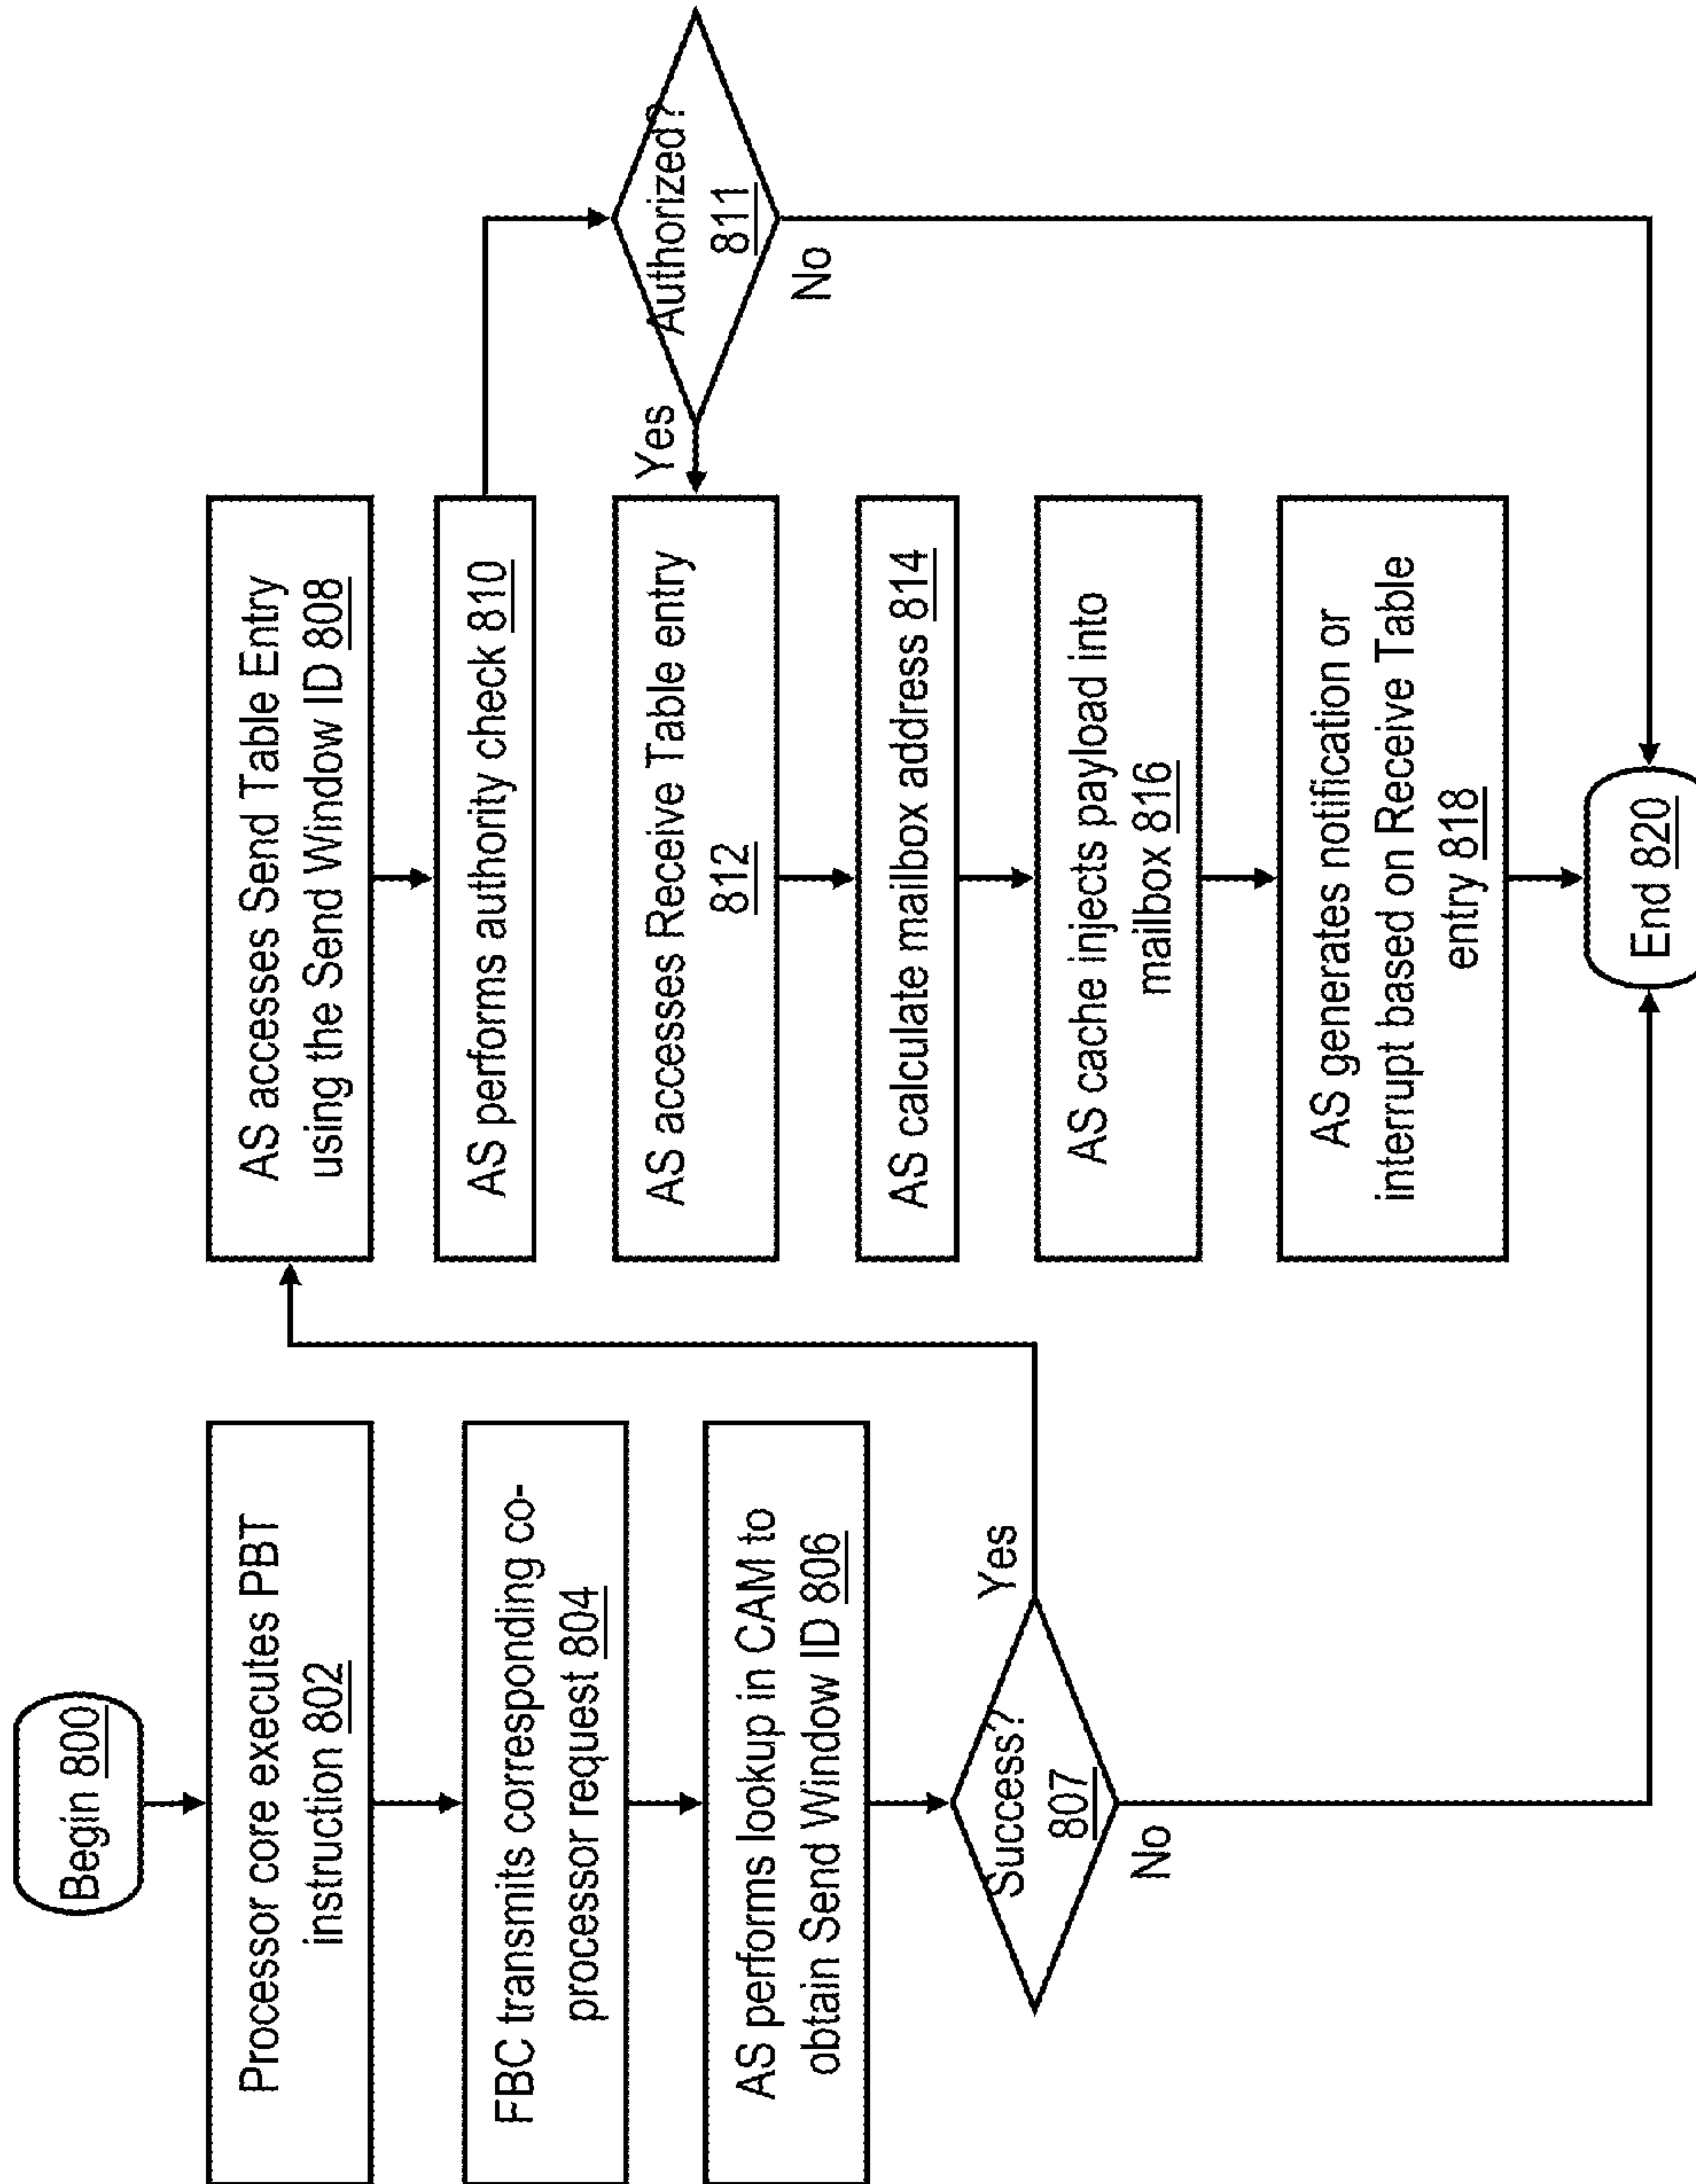 Begin 800
Processor core executes PBT
instruction 802
FBC transmits corresponding co-
processor request 804
AS performs lookup in CAM to
obtain Send Window ID 806
Success?
807
Yes
No
AS accesses Send Table Entry
using the Send Window ID 808
AS performs authority check 810
Authorized?
811
Yes
No
AS accesses Receive Table entry
812
AS calculate mailbox address 814
AS cache injects payload into
mailbox 816
AS generates notification or
interrupt based on Receive Table
entry 818
End 820